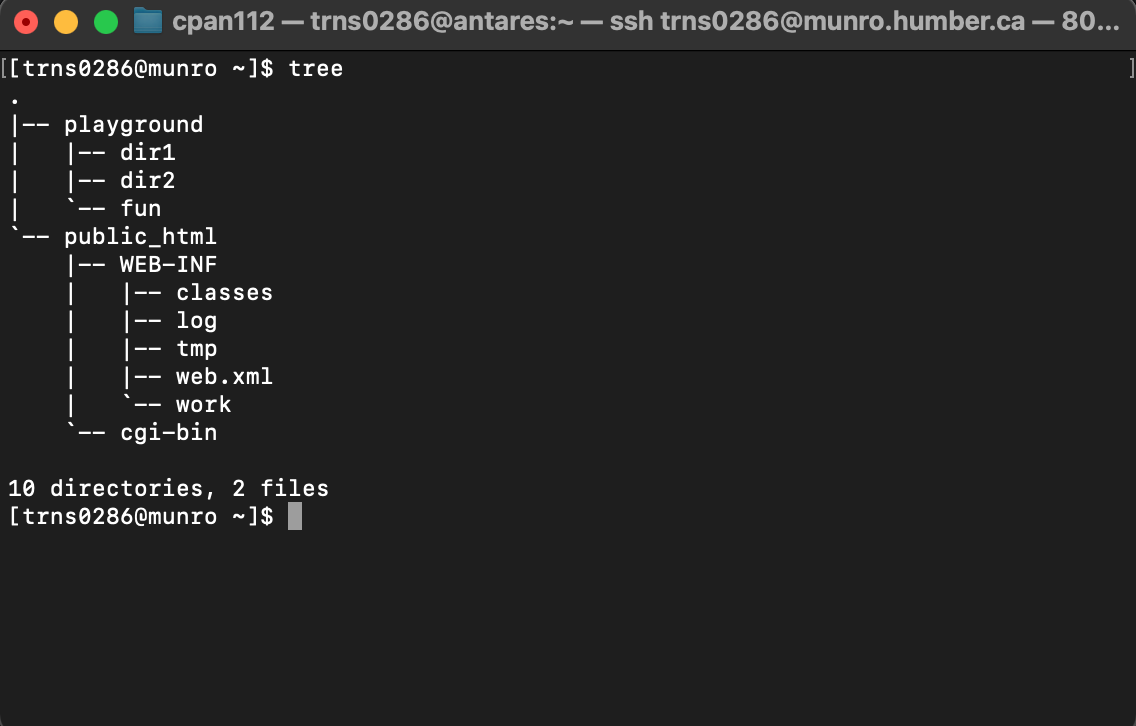 cpan112 — trns0286@antares:~ — ssh trns0286@munro.humber.ca — 80...
[[trns0286@munro ~]$ tree ]
.
|-- playground
|   |-- dir1
|   |-- dir2
|   `-- fun
`-- public_html
    |-- WEB-INF
    |   |-- classes
    |   |-- log
    |   |-- tmp
    |   |-- web.xml
    |   `-- work
    `-- cgi-bin

10 directories, 2 files
[trns0286@munro ~]$